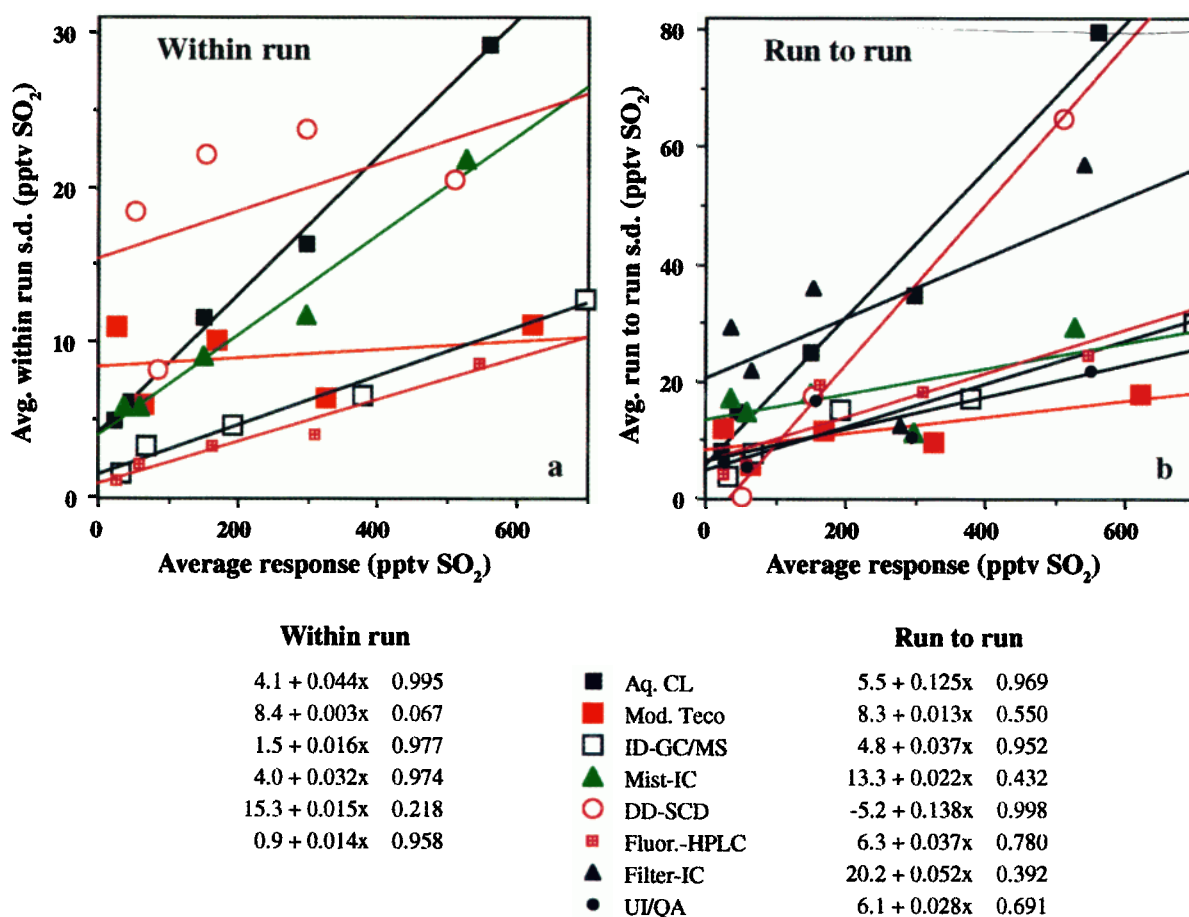 Within run
Avg. within run s.d. (pptv SO₂)
30
20
10
0
0
200
400
600
a
Average response (pptv SO₂)
Run to run
Avg. run to run s.d. (pptv SO₂)
80
60
40
20
0
0
200
400
600
b
Average response (pptv SO₂)
Within run
Run to run
4.1 + 0.044x 0.995 Aq. CL 5.5 + 0.125x 0.969
8.4 + 0.003x 0.067 Mod. Teco 8.3 + 0.013x 0.550
1.5 + 0.016x 0.977 ID-GC/MS 4.8 + 0.037x 0.952
4.0 + 0.032x 0.974 Mist-IC 13.3 + 0.022x 0.432
15.3 + 0.015x 0.218 DD-SCD -5.2 + 0.138x 0.998
0.9 + 0.014x 0.958 Fluor.-HPLC 6.3 + 0.037x 0.780
Filter-IC 20.2 + 0.052x 0.392
UI/QA 6.1 + 0.028x 0.691